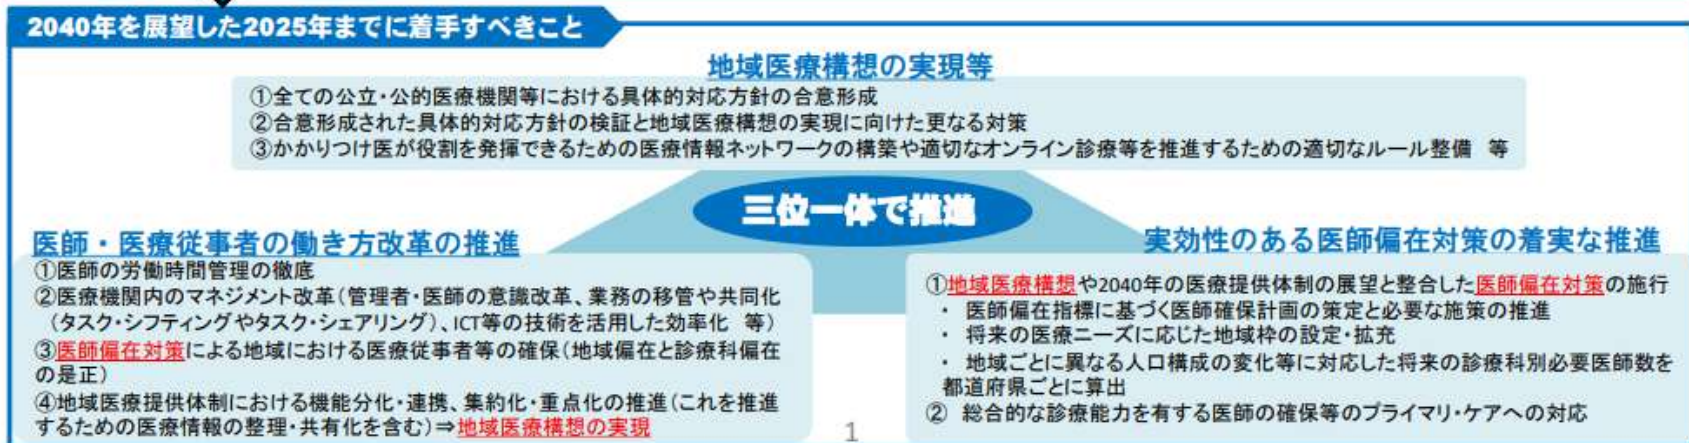 2040年を展望した2025年までに着手すべきこと
地域医療構想の実現等
①全ての公立・公的医療機関等における具体的対応方針の合意形成
②合意形成された具体的対応方針の検証と地域医療構想の実現に向けた更なる対策
③かかりつけ医が役割を発揮できるための医療情報ネットワークの構築や適切なオンライン診療等を推進するための適切なルール整備 等
三位一体で推進
医師・医療従事者の働き方改革の推進
①医師の労働時間管理の徹底
②医療機関内のマネジメント改革(管理者・医師の意識改革、業務の移管や共同化
(タスク・シフティングやタスク・シェアリング)、ICT等の技術を活用した効率化 等)
③医師偏在対策による地域における医療従事者等の確保(地域偏在と診療科偏在
の是正)
④地域医療提供体制における機能分化・連携、集約化・重点化の推進(これを推進
するための医療情報の整理・共有化を含む)⇒地域医療構想の実現
実効性のある医師偏在対策の着実な推進
①地域医療構想や2040年の医療提供体制の展望と整合した医師偏在対策の施行
・ 医師偏在指標に基づく医師確保計画の策定と必要な施策の推進
・ 将来の医療ニーズに応じた地域枠の設定・拡充
・ 地域ごとに異なる人口構成の変化等に対応した将来の診療科別必要医師数を
都道府県ごとに算出
② 総合的な診療能力を有する医師の確保等のプライマリ・ケアへの対応
1